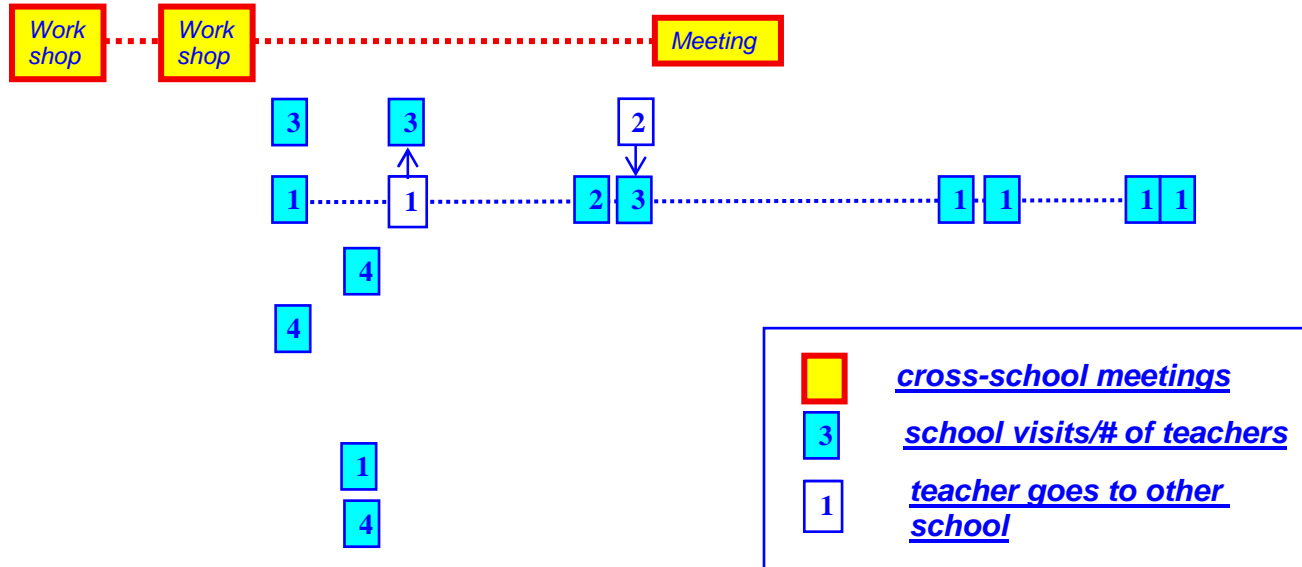 Work Work
shop shop Meeting
3 3 2
1 1 2 3 1 1 1 1
4
4
cross-school meetings
3 school visits/# of teachers
1 teacher goes to other
school
1
4